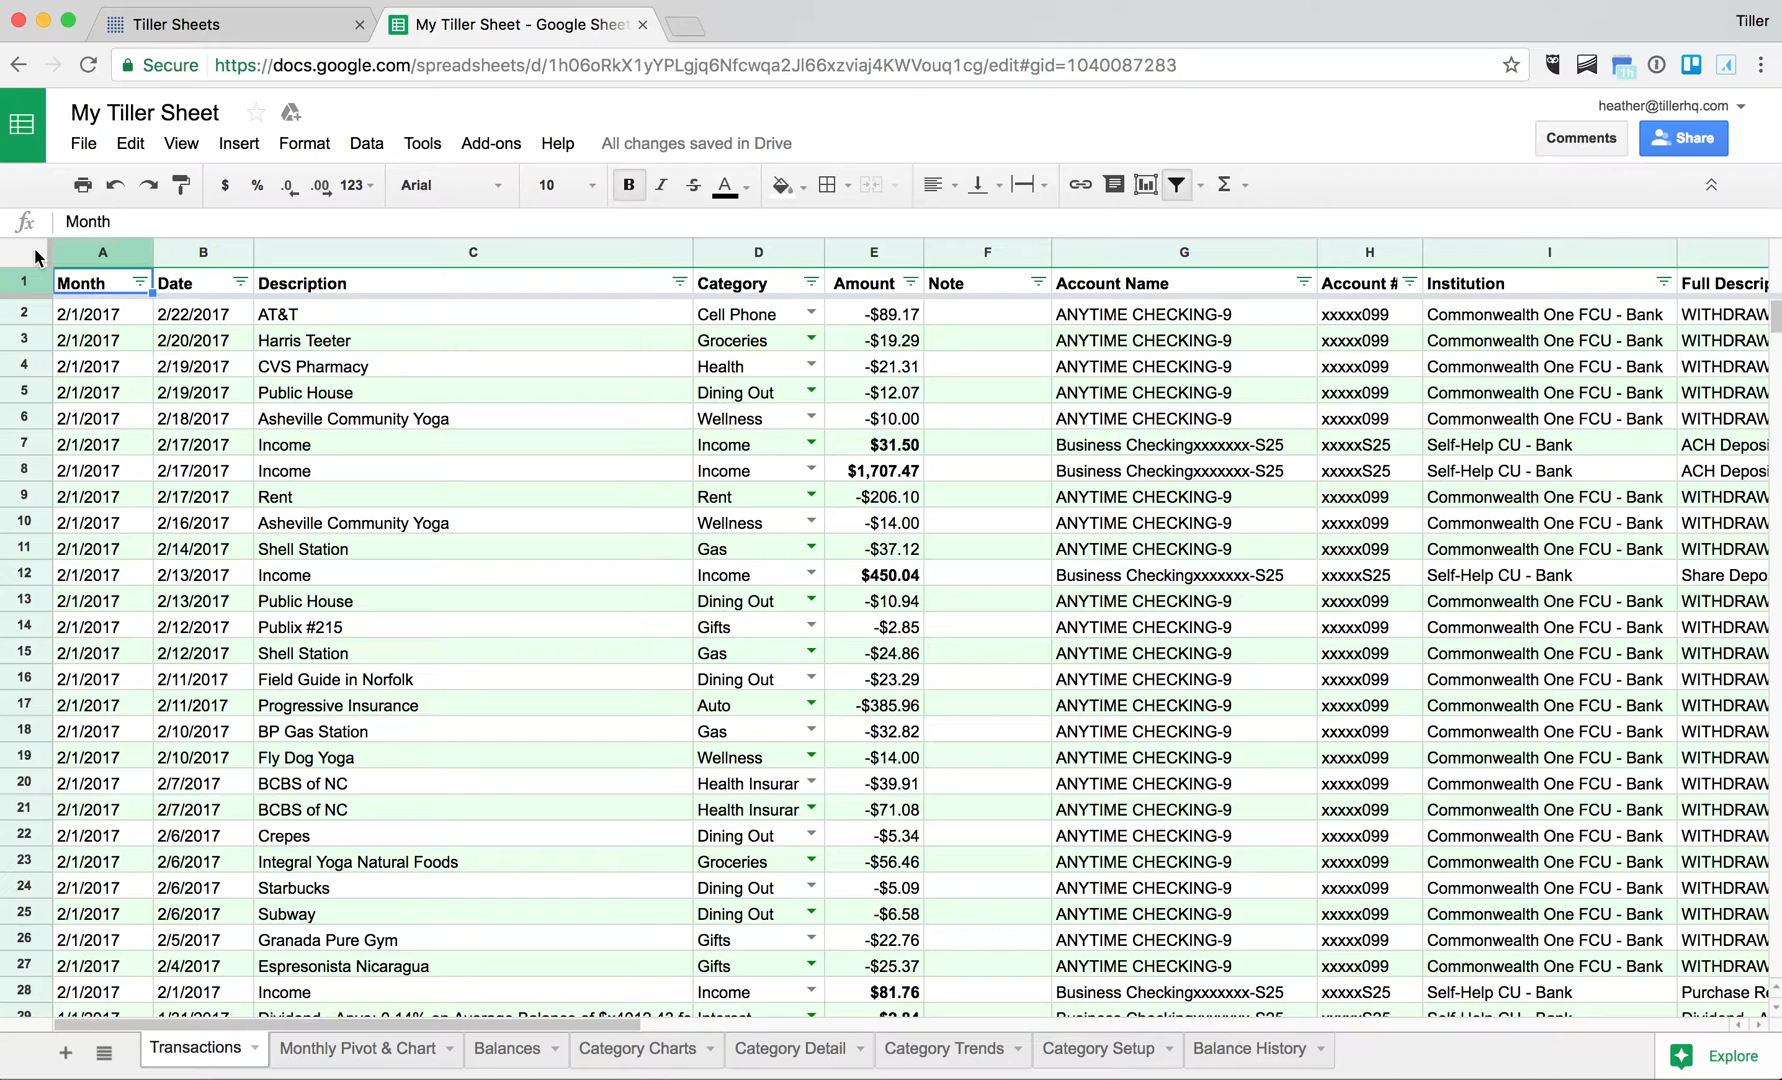 Tiller Sheets × My Tiller Sheet - Google Sheet × Tiller
Secure https://docs.google.com/spreadsheets/d/1h06oRkX1yYPLgjq6Nfcwqa2Jl66xzviaj4KWVouq1cg/edit#gid=1040087283 1h
My Tiller Sheet heather@tillerhq.com
File Edit View Insert Format Data Tools Add-ons Help All changes saved in Drive Comments Share
$ % .0 .00 123 Arial 10 B I S A Σ
fx Month
A B C D E F G H I
1 Month Date Description Category Amount Note Account Name Account # Institution Full Descrip
2 2/1/2017 2/22/2017 AT&T Cell Phone -$89.17 ANYTIME CHECKING-9 xxxxx099 Commonwealth One FCU - Bank WITHDRAW
3 2/1/2017 2/20/2017 Harris Teeter Groceries -$19.29 ANYTIME CHECKING-9 xxxxx099 Commonwealth One FCU - Bank WITHDRAW
4 2/1/2017 2/19/2017 CVS Pharmacy Health -$21.31 ANYTIME CHECKING-9 xxxxx099 Commonwealth One FCU - Bank WITHDRAW
5 2/1/2017 2/19/2017 Public House Dining Out -$12.07 ANYTIME CHECKING-9 xxxxx099 Commonwealth One FCU - Bank WITHDRAW
6 2/1/2017 2/18/2017 Asheville Community Yoga Wellness -$10.00 ANYTIME CHECKING-9 xxxxx099 Commonwealth One FCU - Bank WITHDRAW
7 2/1/2017 2/17/2017 Income Income $31.50 Business Checkingxxxxxxx-S25 xxxxxS25 Self-Help CU - Bank ACH Deposi
8 2/1/2017 2/17/2017 Income Income $1,707.47 Business Checkingxxxxxxx-S25 xxxxxS25 Self-Help CU - Bank ACH Deposi
9 2/1/2017 2/17/2017 Rent Rent -$206.10 ANYTIME CHECKING-9 xxxxx099 Commonwealth One FCU - Bank WITHDRAW
10 2/1/2017 2/16/2017 Asheville Community Yoga Wellness -$14.00 ANYTIME CHECKING-9 xxxxx099 Commonwealth One FCU - Bank WITHDRAW
11 2/1/2017 2/14/2017 Shell Station Gas -$37.12 ANYTIME CHECKING-9 xxxxx099 Commonwealth One FCU - Bank WITHDRAW
12 2/1/2017 2/13/2017 Income Income $450.04 Business Checkingxxxxxxx-S25 xxxxxS25 Self-Help CU - Bank Share Depo
13 2/1/2017 2/13/2017 Public House Dining Out -$10.94 ANYTIME CHECKING-9 xxxxx099 Commonwealth One FCU - Bank WITHDRAW
14 2/1/2017 2/12/2017 Publix #215 Gifts -$2.85 ANYTIME CHECKING-9 xxxxx099 Commonwealth One FCU - Bank WITHDRAW
15 2/1/2017 2/12/2017 Shell Station Gas -$24.86 ANYTIME CHECKING-9 xxxxx099 Commonwealth One FCU - Bank WITHDRAW
16 2/1/2017 2/11/2017 Field Guide in Norfolk Dining Out -$23.29 ANYTIME CHECKING-9 xxxxx099 Commonwealth One FCU - Bank WITHDRAW
17 2/1/2017 2/11/2017 Progressive Insurance Auto -$385.96 ANYTIME CHECKING-9 xxxxx099 Commonwealth One FCU - Bank WITHDRAW
18 2/1/2017 2/10/2017 BP Gas Station Gas -$32.82 ANYTIME CHECKING-9 xxxxx099 Commonwealth One FCU - Bank WITHDRAW
19 2/1/2017 2/10/2017 Fly Dog Yoga Wellness -$14.00 ANYTIME CHECKING-9 xxxxx099 Commonwealth One FCU - Bank WITHDRAW
20 2/1/2017 2/7/2017 BCBS of NC Health Insurar -$39.91 ANYTIME CHECKING-9 xxxxx099 Commonwealth One FCU - Bank WITHDRAW
21 2/1/2017 2/7/2017 BCBS of NC Health Insurar -$71.08 ANYTIME CHECKING-9 xxxxx099 Commonwealth One FCU - Bank WITHDRAW
22 2/1/2017 2/6/2017 Crepes Dining Out -$5.34 ANYTIME CHECKING-9 xxxxx099 Commonwealth One FCU - Bank WITHDRAW
23 2/1/2017 2/6/2017 Integral Yoga Natural Foods Groceries -$56.46 ANYTIME CHECKING-9 xxxxx099 Commonwealth One FCU - Bank WITHDRAW
24 2/1/2017 2/6/2017 Starbucks Dining Out -$5.09 ANYTIME CHECKING-9 xxxxx099 Commonwealth One FCU - Bank WITHDRAW
25 2/1/2017 2/6/2017 Subway Dining Out -$6.58 ANYTIME CHECKING-9 xxxxx099 Commonwealth One FCU - Bank WITHDRAW
26 2/1/2017 2/5/2017 Granada Pure Gym Gifts -$22.76 ANYTIME CHECKING-9 xxxxx099 Commonwealth One FCU - Bank WITHDRAW
27 2/1/2017 2/4/2017 Espresonista Nicaragua Gifts -$25.37 ANYTIME CHECKING-9 xxxxx099 Commonwealth One FCU - Bank WITHDRAW
28 2/1/2017 2/1/2017 Income Income $81.76 Business Checkingxxxxxxx-S25 xxxxxS25 Self-Help CU - Bank Purchase Re
Transactions Monthly Pivot & Chart Balances Category Charts Category Detail Category Trends Category Setup Balance History Explore